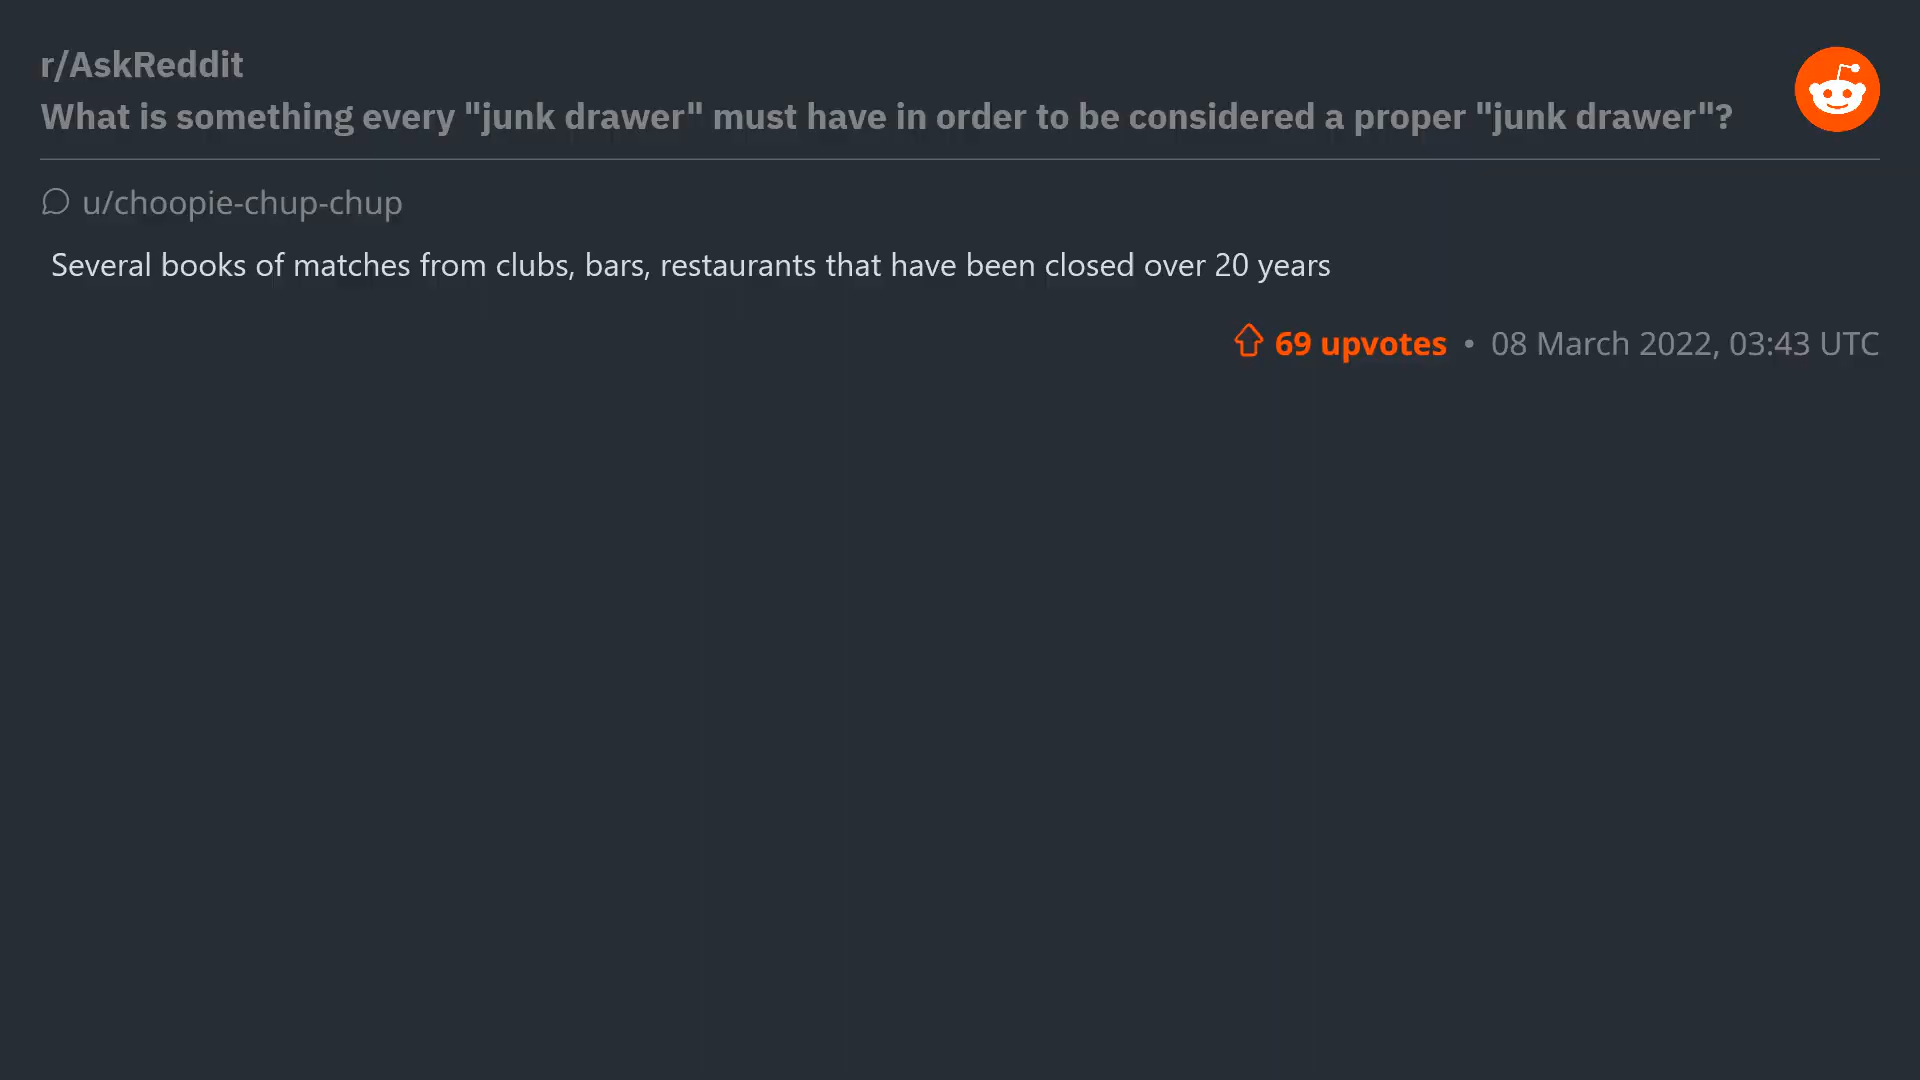 r/AskReddit
What is something every "junk drawer" must have in order to be considered a proper "junk drawer"?
u/choopie-chup-chup
Several books of matches from clubs, bars, restaurants that have been closed over 20 years
69 upvotes • 08 March 2022, 03:43 UTC